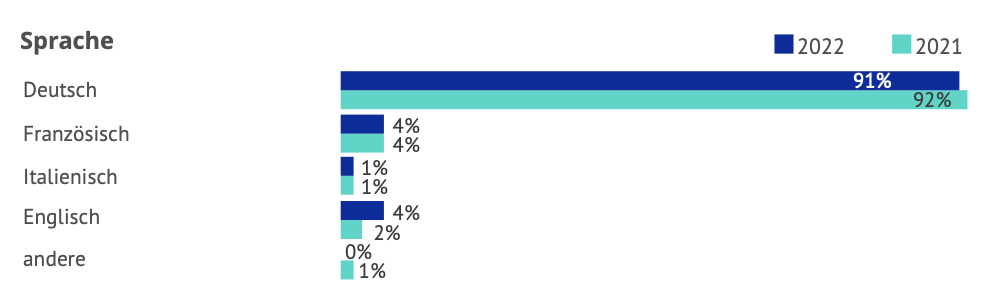 Sprache
2022 2021
Deutsch 91%
92%
Französisch 4%
4%
Italienisch 1%
1%
Englisch 4%
2%
andere 0%
1%